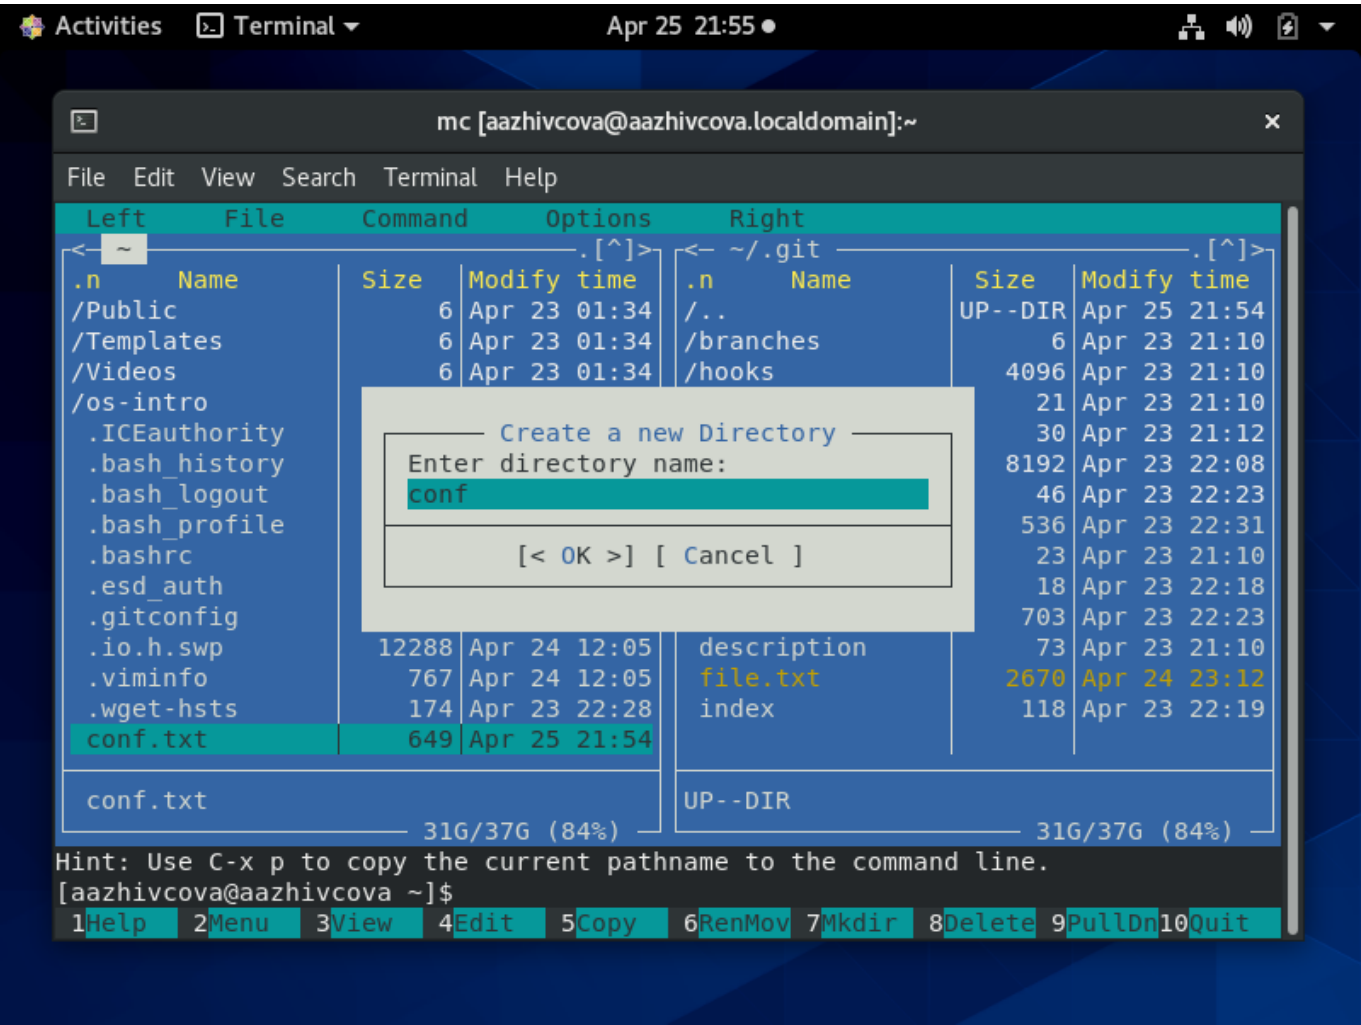 Activities Terminal Apr 25 21:55
mc [aazhivcova@aazhivcova.localdomain]:~ ×
File Edit View Search Terminal Help
Left File Command Options Right
<- ~ .[^]> <- ~/.git .[^]>
.n Name Size Modify time .n Name Size Modify time
/Public 6 Apr 23 01:34 /.. UP--DIR Apr 25 21:54
/Templates 6 Apr 23 01:34 /branches 6 Apr 23 21:10
/Videos 6 Apr 23 01:34 /hooks 4096 Apr 23 21:10
/os-intro 21 Apr 23 21:10
.ICEauthority Create a new Directory 30 Apr 23 21:12
.bash_history Enter directory name: 8192 Apr 23 22:08
.bash_logout conf 46 Apr 23 22:23
.bash_profile 536 Apr 23 22:31
.bashrc [< OK >] [ Cancel ] 23 Apr 23 21:10
.esd_auth 18 Apr 23 22:18
.gitconfig 703 Apr 23 22:23
.io.h.swp 12288 Apr 24 12:05 description 73 Apr 23 21:10
.viminfo 767 Apr 24 12:05 file.txt 2670 Apr 24 23:12
.wget-hsts 174 Apr 23 22:28 index 118 Apr 23 22:19
conf.txt 649 Apr 25 21:54
conf.txt UP--DIR
31G/37G (84%) 31G/37G (84%)
Hint: Use C-x p to copy the current pathname to the command line.
[aazhivcova@aazhivcova ~]$
1Help 2Menu 3View 4Edit 5Copy 6RenMov 7Mkdir 8Delete 9PullDn 10Quit